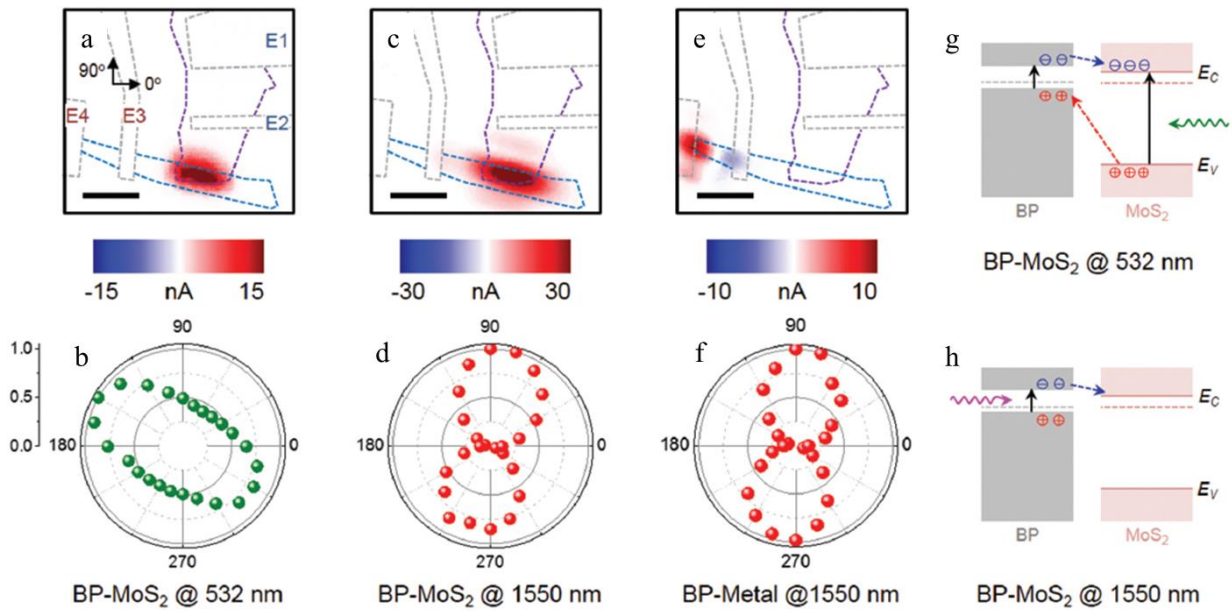 a
90º
0º
E1
E2
E3
E4
c
e
g
E_C
E_V
BP
MoS₂
BP-MoS₂ @ 532 nm
-15 nA 15
-30 nA 30
-10 nA 10
b
1.0
0.5
0.0
90
180
0
270
BP-MoS₂ @ 532 nm
d
90
180
0
270
BP-MoS₂ @ 1550 nm
f
90
180
0
270
BP-Metal @1550 nm
h
E_C
E_V
BP
MoS₂
BP-MoS₂ @ 1550 nm